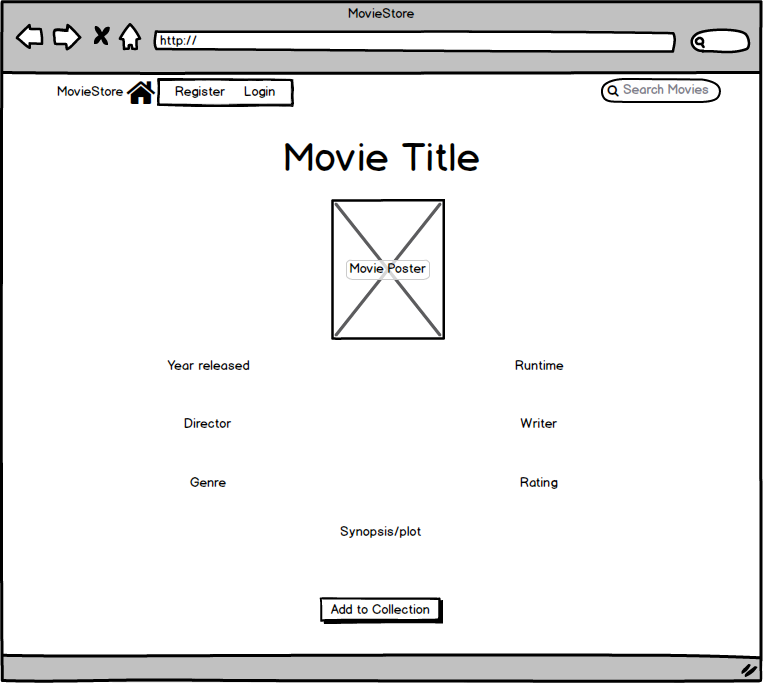 MovieStore
http://
MovieStore Register Login Search Movies
Movie Title
Movie Poster
Year released Runtime
Director Writer
Genre Rating
Synopsis/plot
Add to Collection